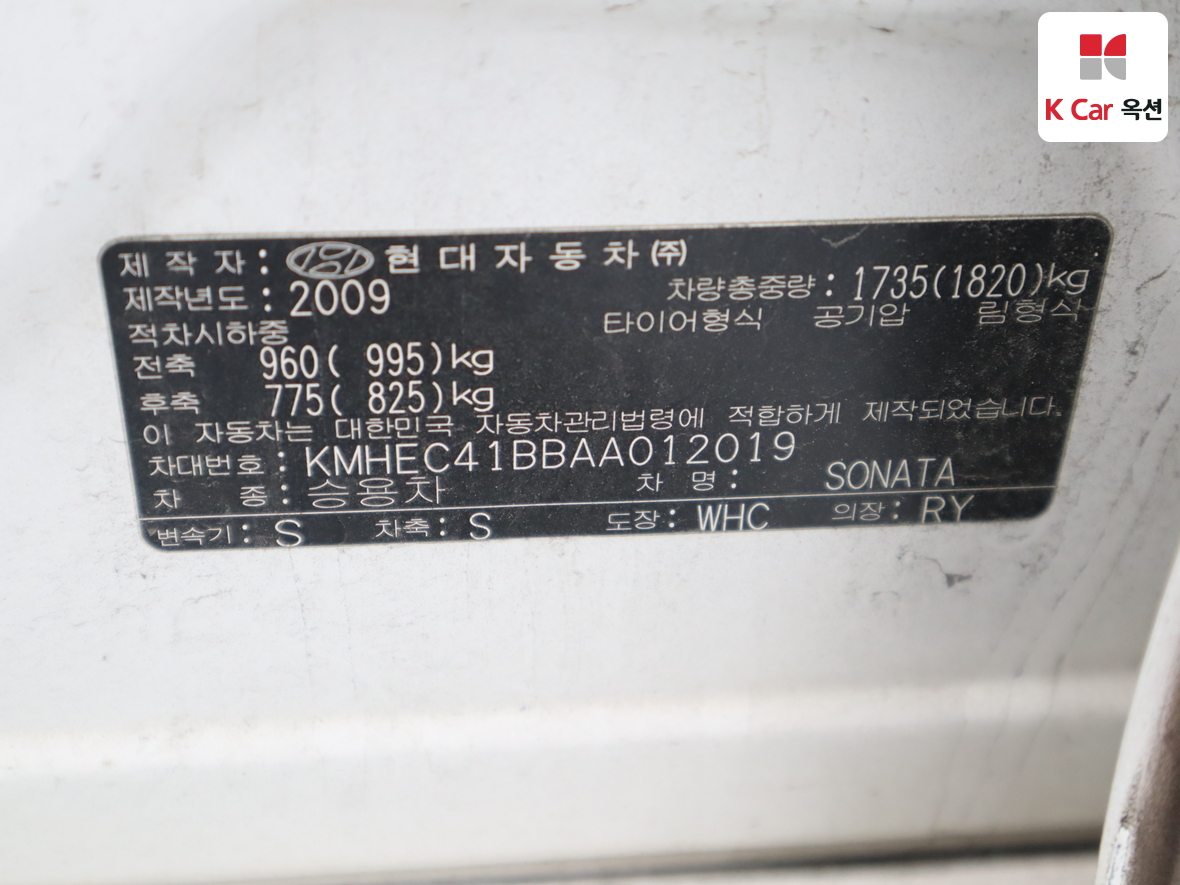 K Car 옥션
제 작 자 : 현 대 자 동 차 ㈜
제작년도 : 2009 차량총중량 : 1735(1820)kg
적차시하중 타이어형식 공기압 림형식
전축 960( 995)kg
후축 775( 825)kg
이 자동차는 대한민국 자동차관리법령에 적합하게 제작되었습니다.
차대번호 : KMHEC41BBAA012019
차 종 : 승용차 차 명 : SONATA
변속기 : S 차축 : S 도장 : WHC 의장 : RY